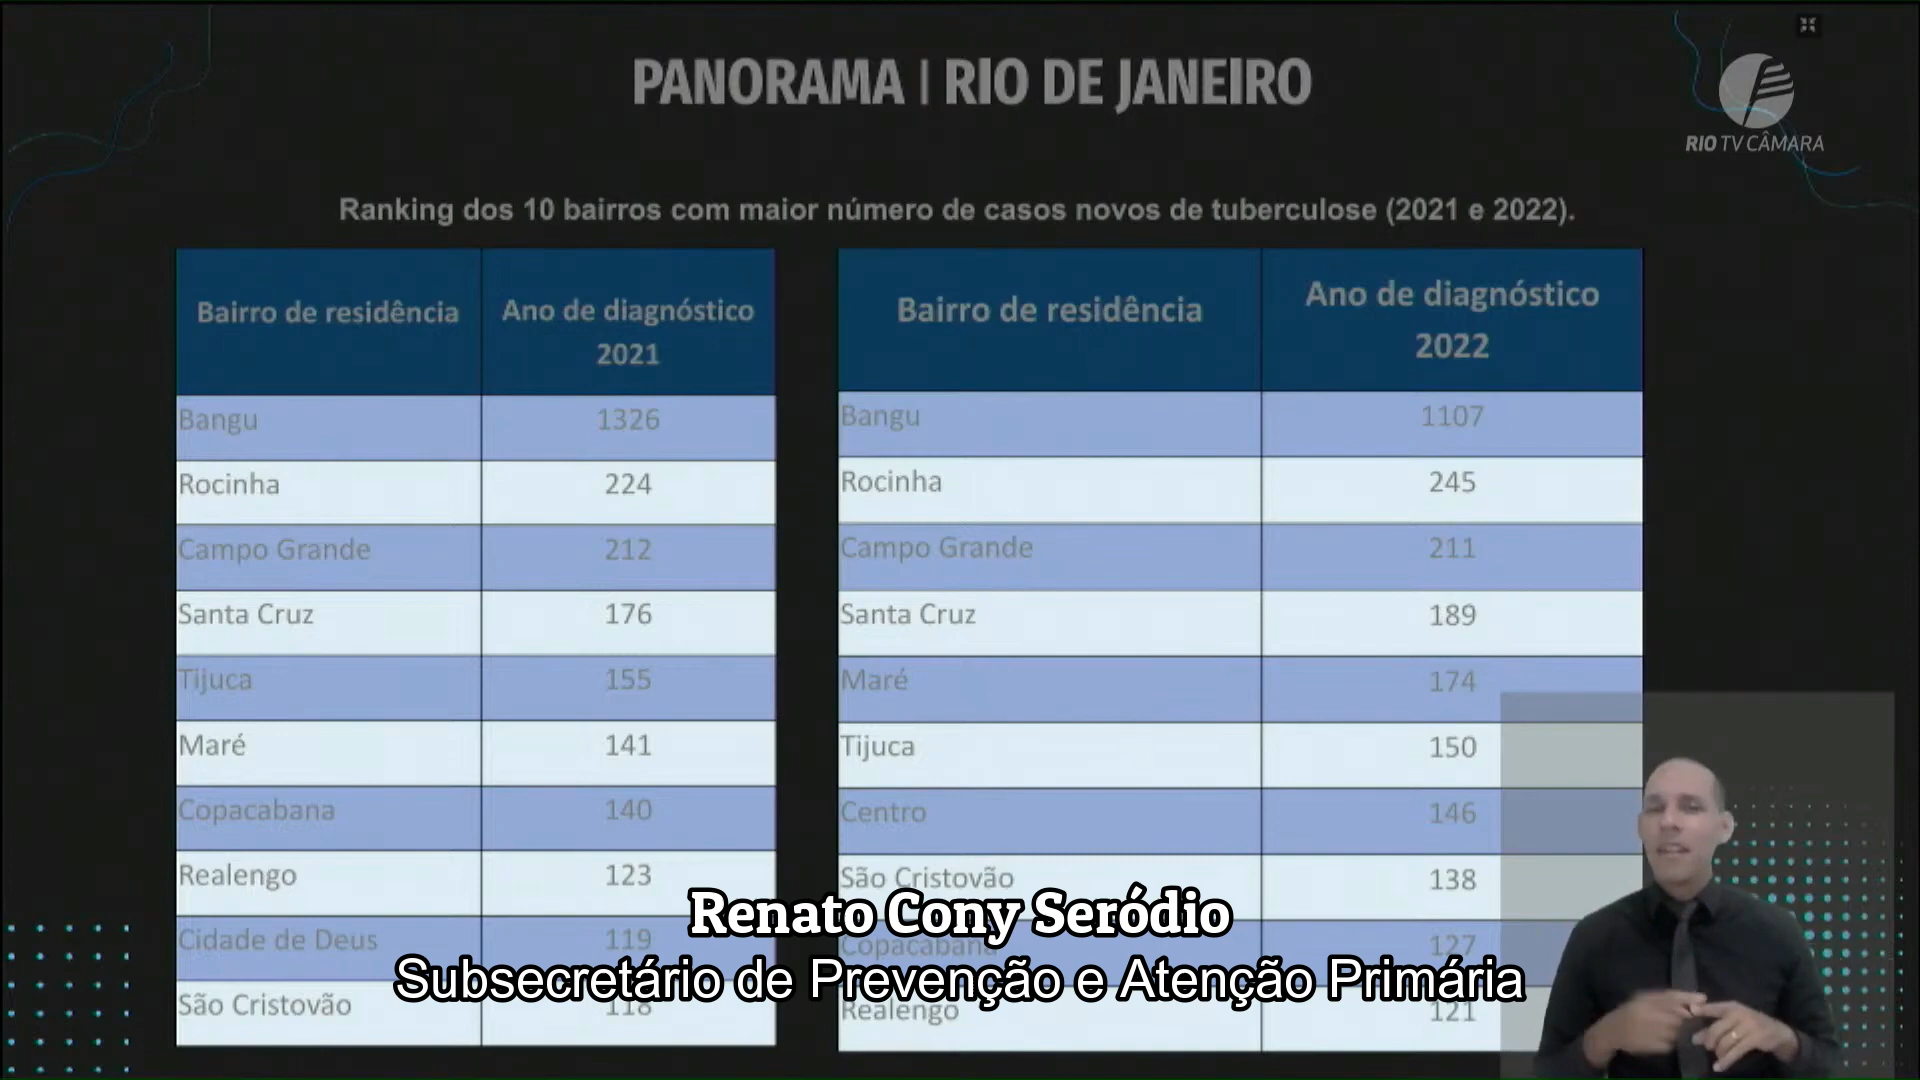 PANORAMA | RIO DE JANEIRO
RIO TV CÂMARA
Ranking dos 10 bairros com maior número de casos novos de tuberculose (2021 e 2022).
Bairro de residência
Ano de diagnóstico
2021
Bangu 1326
Rocinha 224
Campo Grande 212
Santa Cruz 176
Tijuca 155
Maré 141
Copacabana 140
Realengo 123
Cidade de Deus 119
São Cristovão 118
Bairro de residência
Ano de diagnóstico
2022
Bangu 1107
Rocinha 245
Campo Grande 211
Santa Cruz 189
Maré 174
Tijuca 150
Centro 146
São Cristovão 138
Copacabana 127
Realengo 121
Renato Cony Seródio
Subsecretário de Prevenção e Atenção Primária